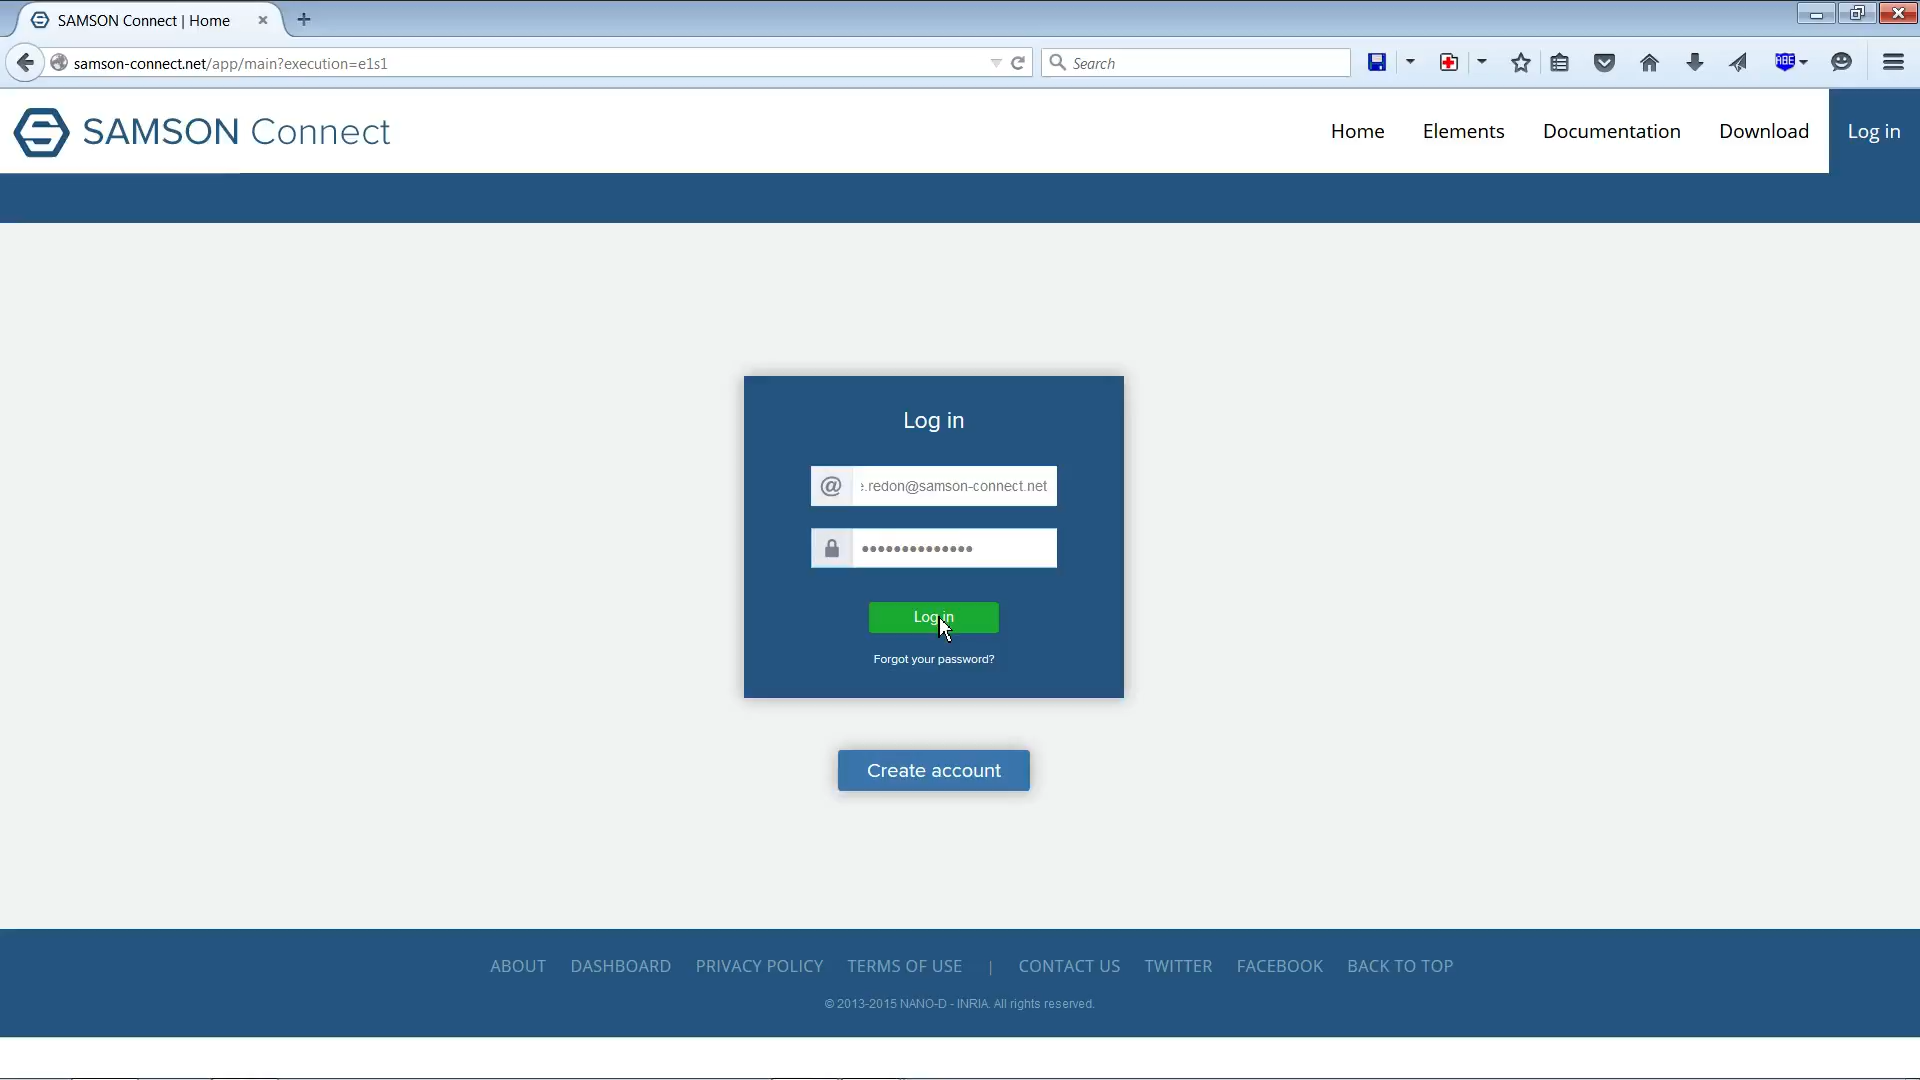 SAMSON Connect | Home
samson-connect.net/app/main?execution=e1s1
Search
ABE
SAMSON Connect
Home Elements Documentation Download Log in
Log in
@ e.redon@samson-connect.net
••••••••••••••
Log in
Forgot your password?
Create account
ABOUT DASHBOARD PRIVACY POLICY TERMS OF USE | CONTACT US TWITTER FACEBOOK BACK TO TOP
© 2013-2015 NANO-D - INRIA. All rights reserved.